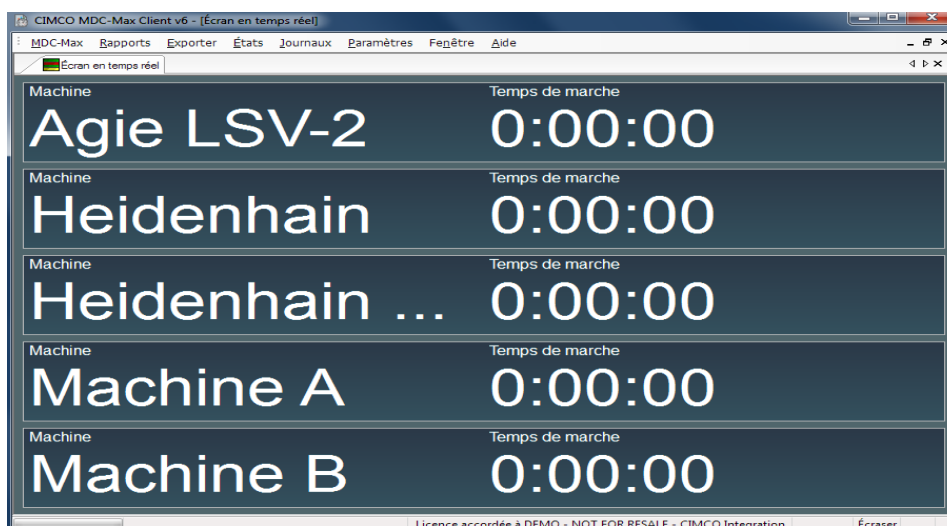 CIMCO MDC-Max Client v6 - [Écran en temps réel]
MDC-Max Rapports Exporter États Journaux Paramètres Fenêtre Aide
Écran en temps réel
Machine Temps de marche
Agie LSV-2 0:00:00
Machine Temps de marche
Heidenhain 0:00:00
Machine Temps de marche
Heidenhain ... 0:00:00
Machine Temps de marche
Machine A 0:00:00
Machine Temps de marche
Machine B 0:00:00
Licence accordée à DEMO - NOT FOR RESALE - CIMCO Integration Écraser